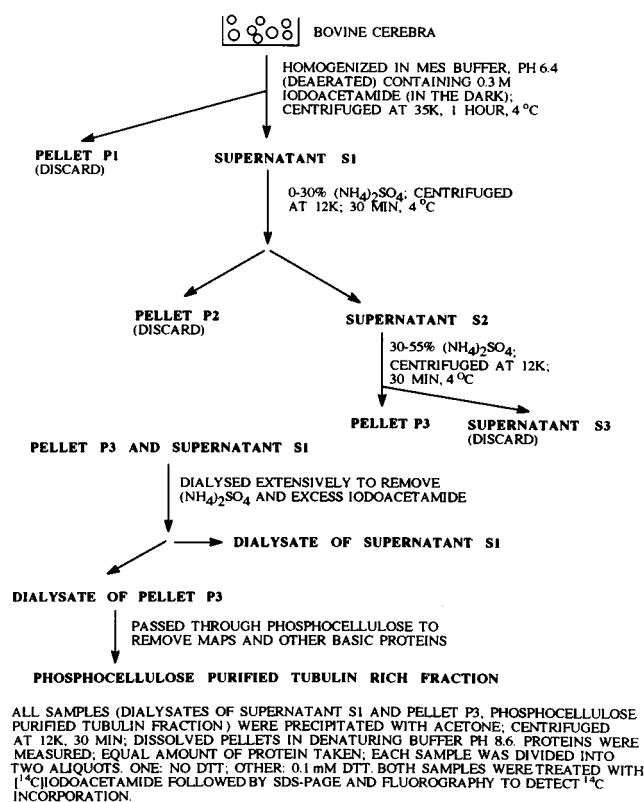 BOVINE CEREBRA
HOMOGENIZED IN MES BUFFER, PH 6.4
(DEAERATED) CONTAINING 0.3 M
IODOACETAMIDE (IN THE DARK);
CENTRIFUGED AT 35K, 1 HOUR, 4 °C
PELLET P1
(DISCARD)
SUPERNATANT S1
0-30% (NH4)2SO4; CENTRIFUGED
AT 12K; 30 MIN, 4 °C
PELLET P2
(DISCARD)
SUPERNATANT S2
30-55% (NH4)2SO4;
CENTRIFUGED AT 12K;
30 MIN, 4 °C
PELLET P3
SUPERNATANT S3
(DISCARD)
PELLET P3 AND SUPERNATANT S1
DIALYSED EXTENSIVELY TO REMOVE
(NH4)2SO4 AND EXCESS IODOACETAMIDE
DIALYSATE OF SUPERNATANT S1
DIALYSATE OF PELLET P3
PASSED THROUGH PHOSPHOCELLULOSE TO
REMOVE MAPS AND OTHER BASIC PROTEINS
PHOSPHOCELLULOSE PURIFIED TUBULIN RICH FRACTION
ALL SAMPLES (DIALYSATES OF SUPERNATANT S1 AND PELLET P3, PHOSPHOCELLULOSE
PURIFIED TUBULIN FRACTION) WERE PRECIPITATED WITH ACETONE; CENTRIFUGED
AT 12K, 30 MIN; DISSOLVED PELLETS IN DENATURING BUFFER PH 8.6. PROTEINS WERE
MEASURED; EQUAL AMOUNT OF PROTEIN TAKEN; EACH SAMPLE WAS DIVIDED INTO
TWO ALIQUOTS. ONE: NO DTT; OTHER: 0.1 mM DTT. BOTH SAMPLES WERE TREATED WITH
[14C]IODOACETAMIDE FOLLOWED BY SDS-PAGE AND FLUOROGRAPHY TO DETECT 14C
INCORPORATION.